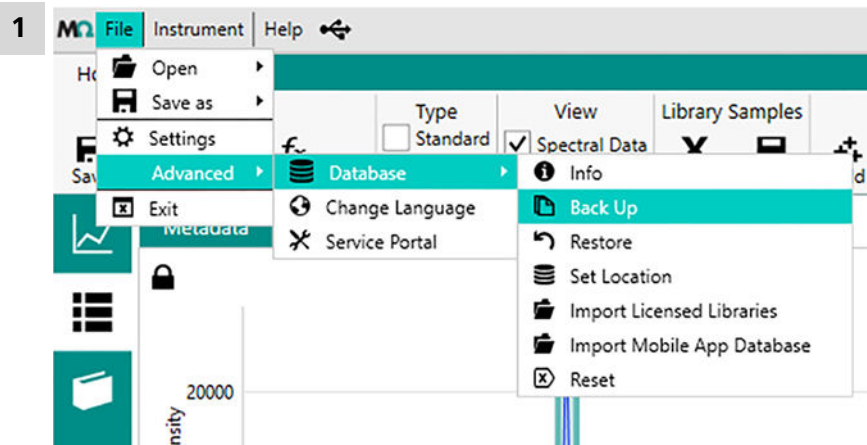 1
MΩ File Instrument Help
Open
Save as
Type View Library Samples
Settings
Standard Spectral Data
Advanced Database Info
Exit Change Language Back Up
Metadata
Service Portal Restore
Set Location
Import Licensed Libraries
Import Mobile App Database
20000 Reset